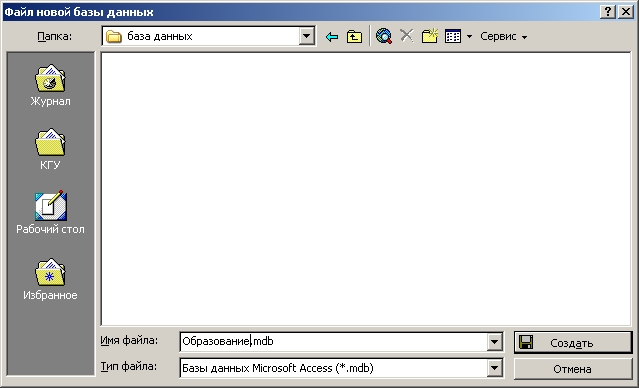 Файл новой базы данных
Папка: база данных Сервис
Журнал
КГУ
Рабочий стол
Избранное
Имя файла: Образование.mdb Создать
Тип файла: Базы данных Microsoft Access (*.mdb) Отмена